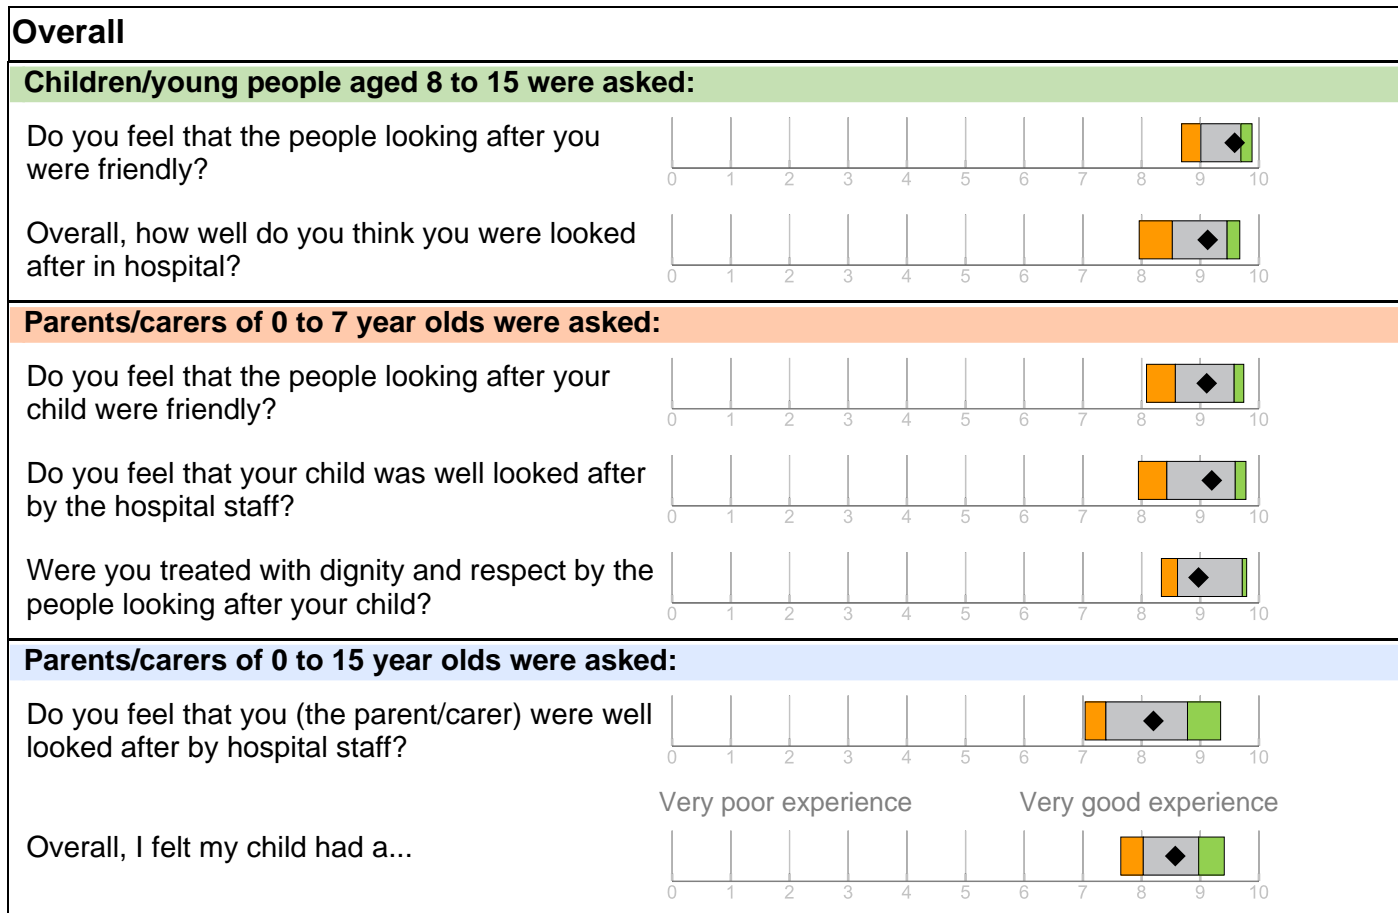 Overall
Children/young people aged 8 to 15 were asked:
Do you feel that the people looking after you
were friendly?
0 1 2 3 4 5 6 7 8 9 10
Overall, how well do you think you were looked
after in hospital?
0 1 2 3 4 5 6 7 8 9 10
Parents/carers of 0 to 7 year olds were asked:
Do you feel that the people looking after your
child were friendly?
0 1 2 3 4 5 6 7 8 9 10
Do you feel that your child was well looked after
by the hospital staff?
0 1 2 3 4 5 6 7 8 9 10
Were you treated with dignity and respect by the
people looking after your child?
0 1 2 3 4 5 6 7 8 9 10
Parents/carers of 0 to 15 year olds were asked:
Do you feel that you (the parent/carer) were well
looked after by hospital staff?
0 1 2 3 4 5 6 7 8 9 10
Very poor experience Very good experience
Overall, I felt my child had a...
0 1 2 3 4 5 6 7 8 9 10